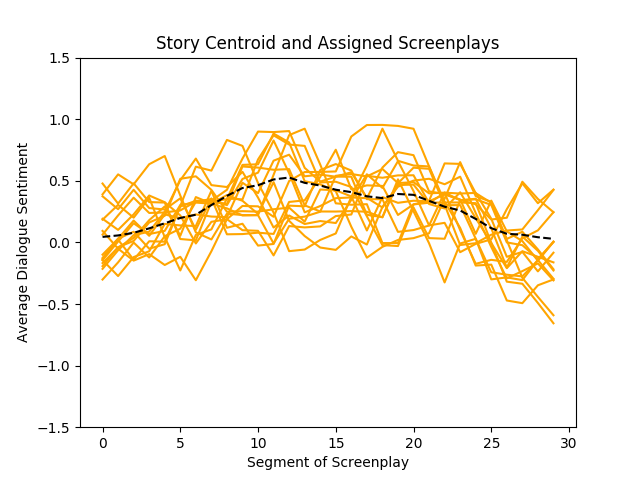 Story Centroid and Assigned Screenplays
Average Dialogue Sentiment
1.5
1.0
0.5
0.0
−0.5
−1.0
−1.5
0 5 10 15 20 25 30
Segment of Screenplay